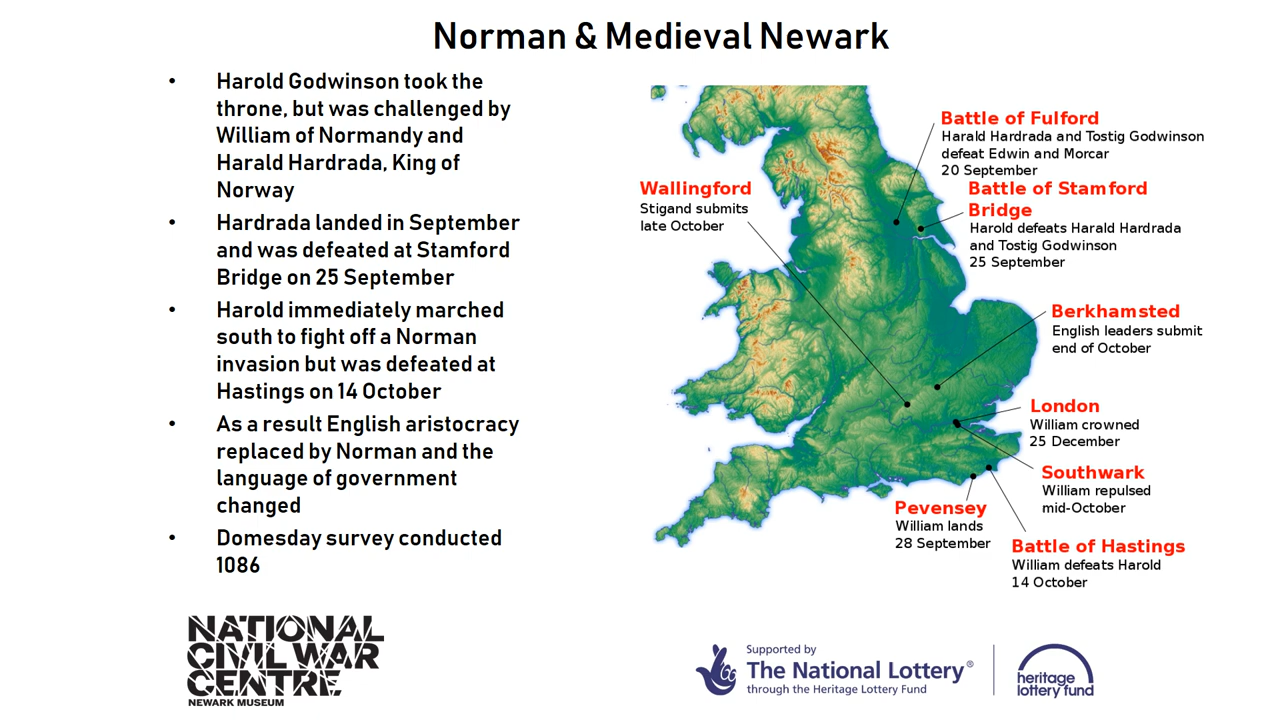 Norman & Medieval Newark
• Harold Godwinson took the
throne, but was challenged by
William of Normandy and
Harald Hardrada, King of
Norway
• Hardrada landed in September
and was defeated at Stamford
Bridge on 25 September
• Harold immediately marched
south to fight off a Norman
invasion but was defeated at
Hastings on 14 October
• As a result English aristocracy
replaced by Norman and the
language of government
changed
• Domesday survey conducted
1086
Battle of Fulford
Harald Hardrada and Tostig Godwinson
defeat Edwin and Morcar
20 September
Battle of Stamford
Bridge
Harold defeats Harald Hardrada
and Tostig Godwinson
25 September
Wallingford
Stigand submits
late October
Berkhamsted
English leaders submit
end of October
London
William crowned
25 December
Southwark
William repulsed
mid-October
Pevensey
William lands
28 September
Battle of Hastings
William defeats Harold
14 October
NATIONAL
CIVIL WAR
CENTRE
NEWARK MUSEUM
Supported by
The National Lottery®
through the Heritage Lottery Fund
heritage
lottery fund